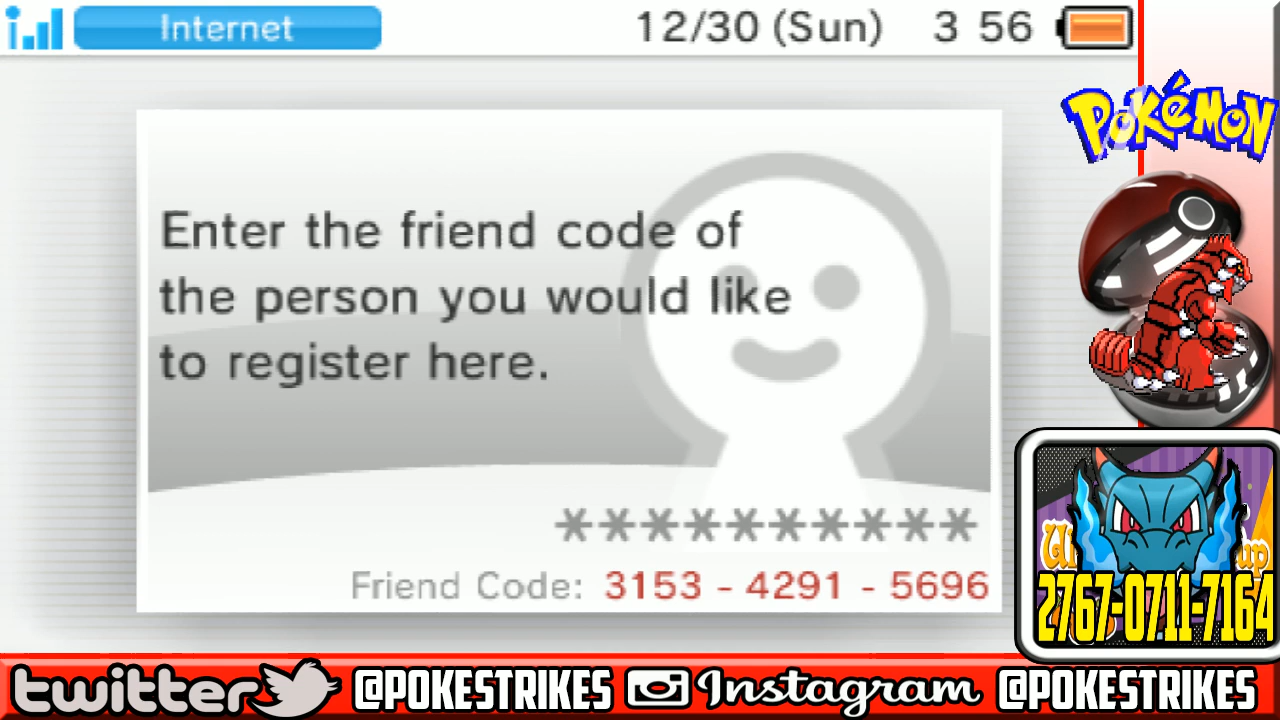 Internet 12/30 (Sun) 3 56
POKéMON
Enter the friend code of
the person you would like
to register here.
**********
Friend Code: 3153 - 4291 - 5696
2767-0711-7164
twitter @POKESTRIKES Instagram @POKESTRIKES